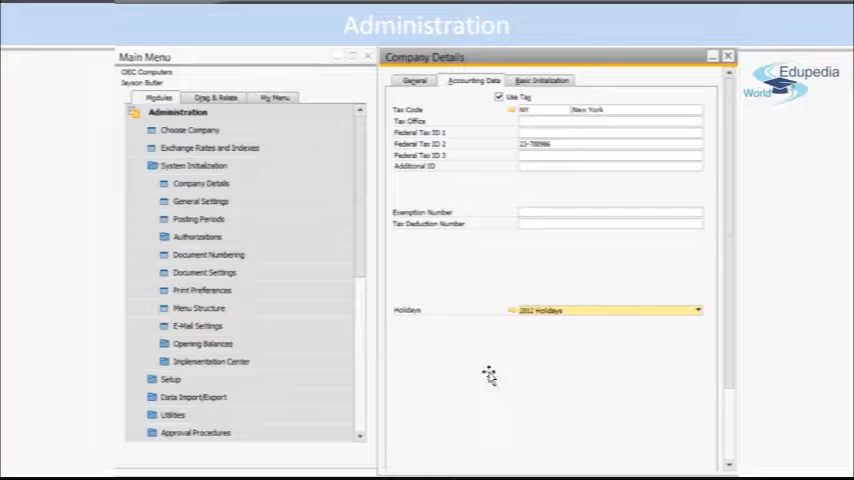 Administration
Main Menu
OEC Computers
Jayson Butler
Modules
Drag & Relate
My Menu
Administration
Choose Company
Exchange Rates and Indexes
System Initialization
Company Details
General Settings
Posting Periods
Authorizations
Document Numbering
Document Settings
Print Preferences
Menu Structure
E-Mail Settings
Opening Balances
Implementation Center
Setup
Data Import/Export
Utilities
Approval Procedures
Company Details
General
Accounting Data
Basic Initialization
Use Tax
Tax Code NY New York
Tax Office
Federal Tax ID 1
Federal Tax ID 2 23-788986
Federal Tax ID 3
Additional ID
Exemption Number
Tax Deduction Number
Holidays 2012 Holidays
Edupedia
World